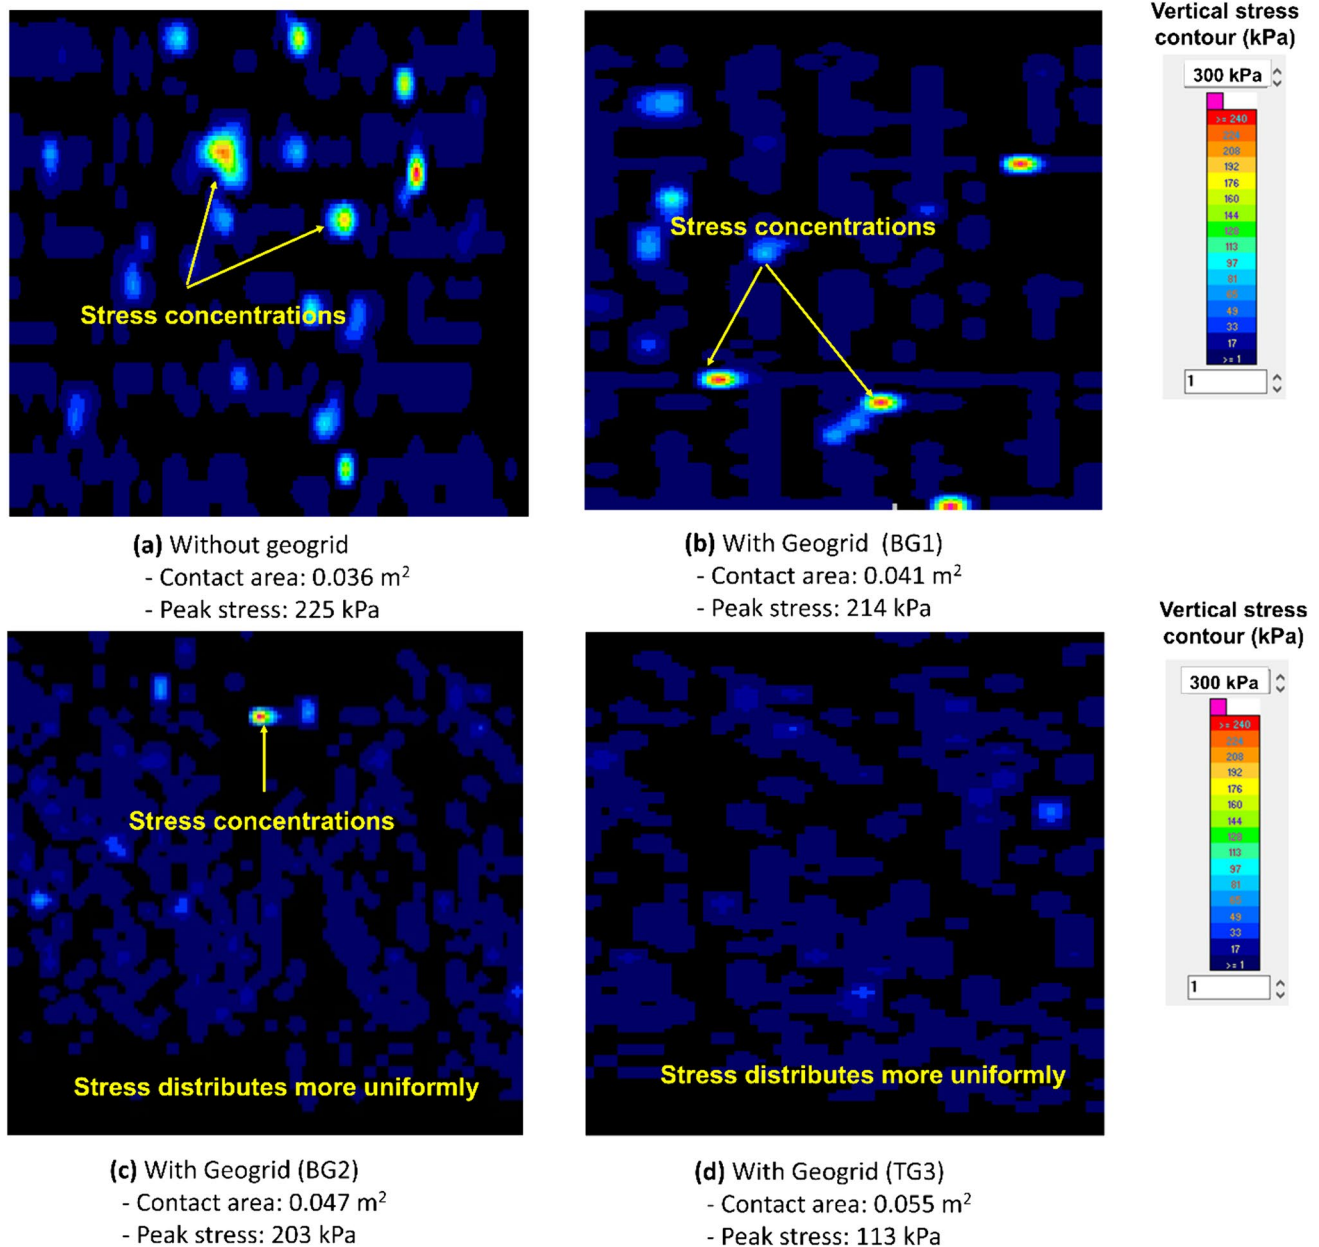 Vertical stress
contour (kPa)
300 kPa
>= 240
224
208
192
176
160
144
128
113
97
81
65
49
33
17
>= 1
1
Stress concentrations
Stress concentrations
(a) Without geogrid
- Contact area: 0.036 m²
- Peak stress: 225 kPa
(b) With Geogrid (BG1)
- Contact area: 0.041 m²
- Peak stress: 214 kPa
Vertical stress
contour (kPa)
300 kPa
>= 240
224
208
192
176
160
144
128
113
97
81
65
49
33
17
>= 1
1
Stress concentrations
Stress distributes more uniformly
Stress distributes more uniformly
(c) With Geogrid (BG2)
- Contact area: 0.047 m²
- Peak stress: 203 kPa
(d) With Geogrid (TG3)
- Contact area: 0.055 m²
- Peak stress: 113 kPa